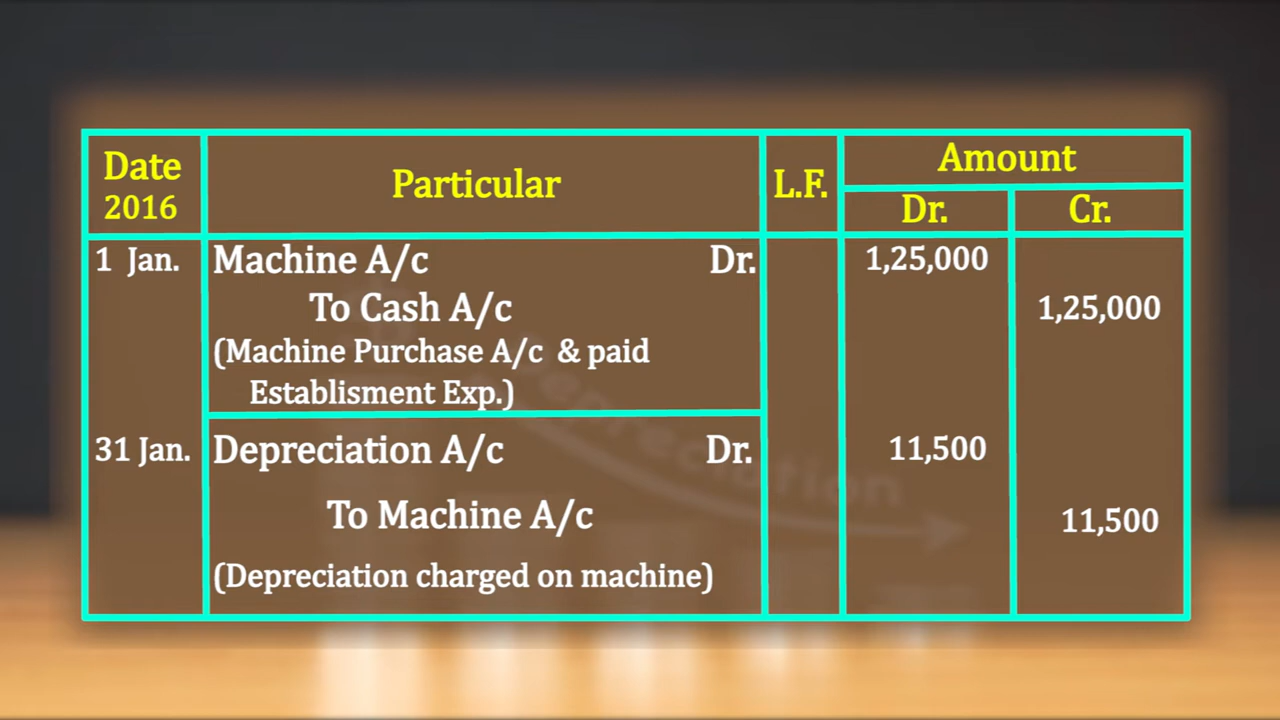 Date
2016
Particular
L.F.
Amount
Dr.
Cr.
1 Jan.
Machine A/c Dr.
1,25,000
To Cash A/c
1,25,000
(Machine Purchase A/c & paid
Establisment Exp.)
31 Jan.
Depreciation A/c Dr.
11,500
To Machine A/c
11,500
(Depreciation charged on machine)
Depreciation